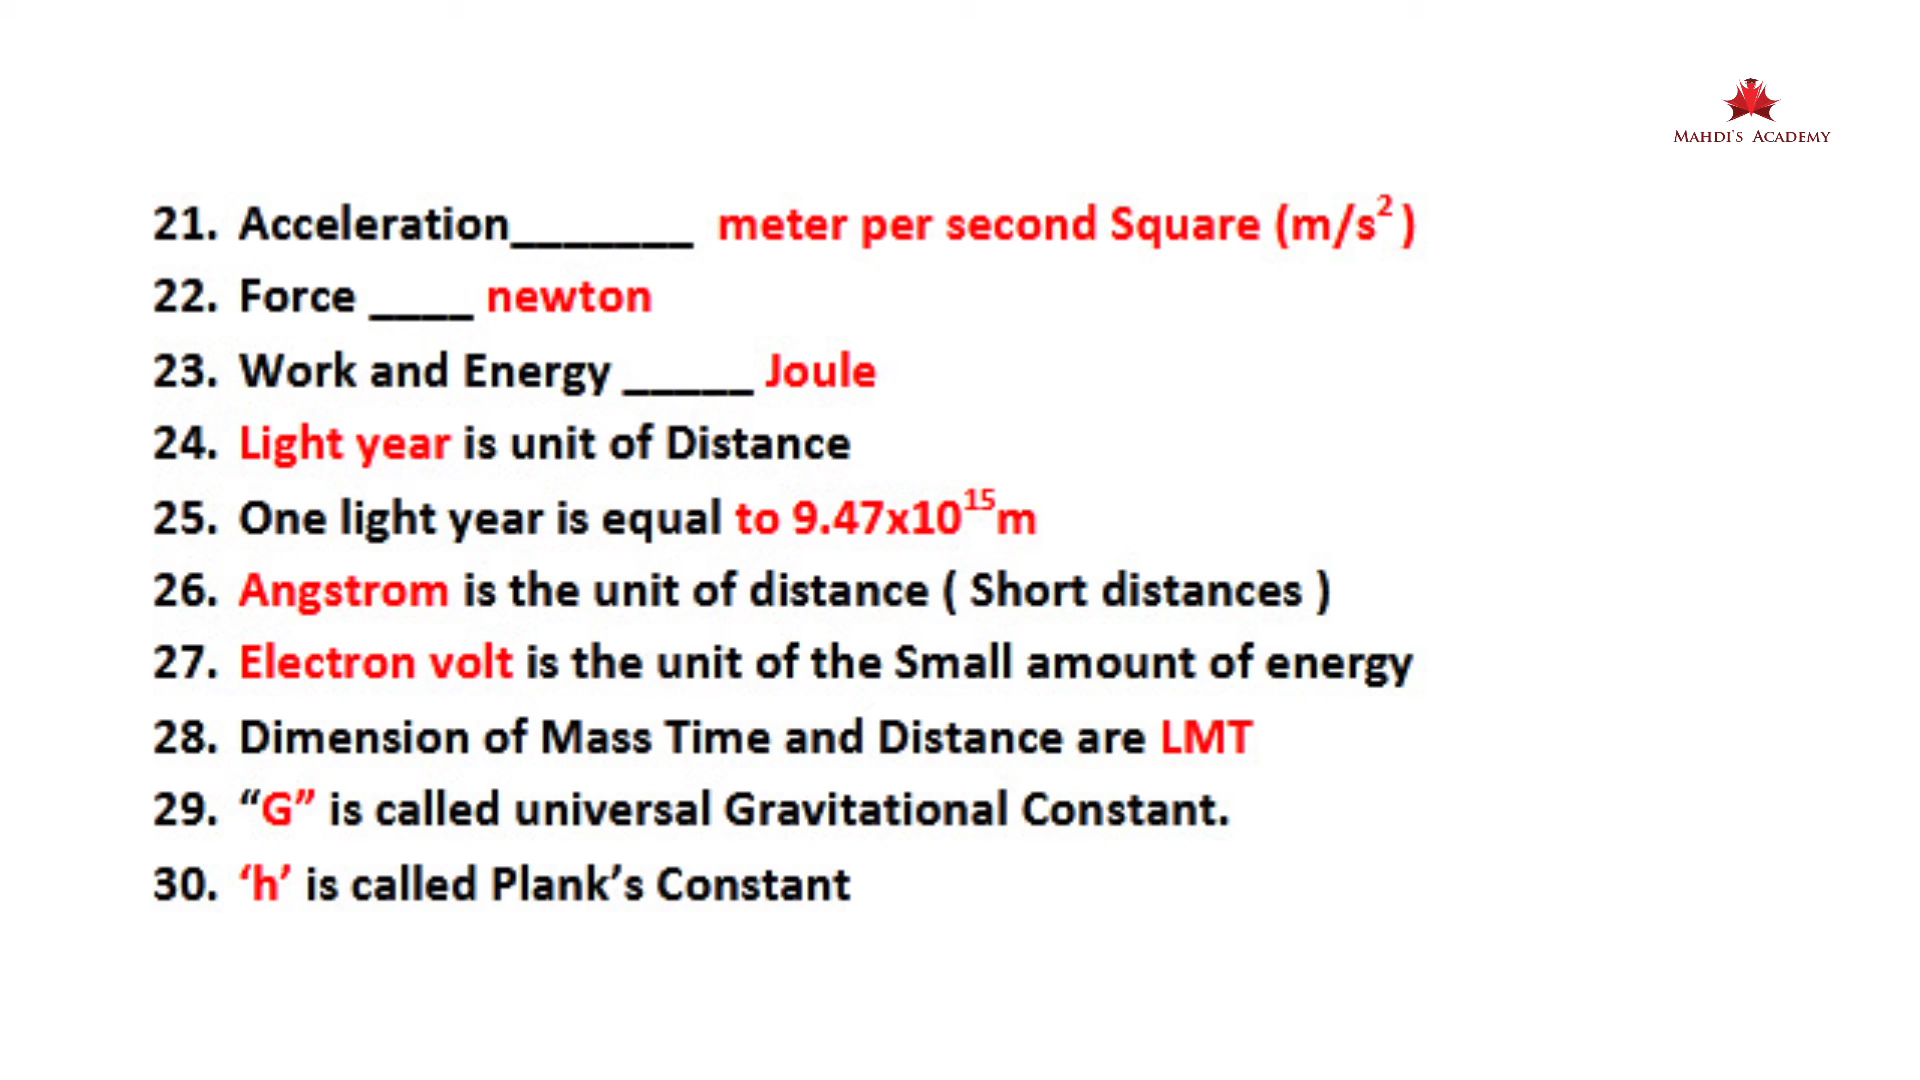 MAHDI'S ACADEMY
21. Acceleration_______ meter per second Square (m/s² )
22. Force ____ newton
23. Work and Energy _____ Joule
24. Light year is unit of Distance
25. One light year is equal to 9.47x10¹⁵m
26. Angstrom is the unit of distance ( Short distances )
27. Electron volt is the unit of the Small amount of energy
28. Dimension of Mass Time and Distance are LMT
29. “G” is called universal Gravitational Constant.
30. ‘h’ is called Plank’s Constant